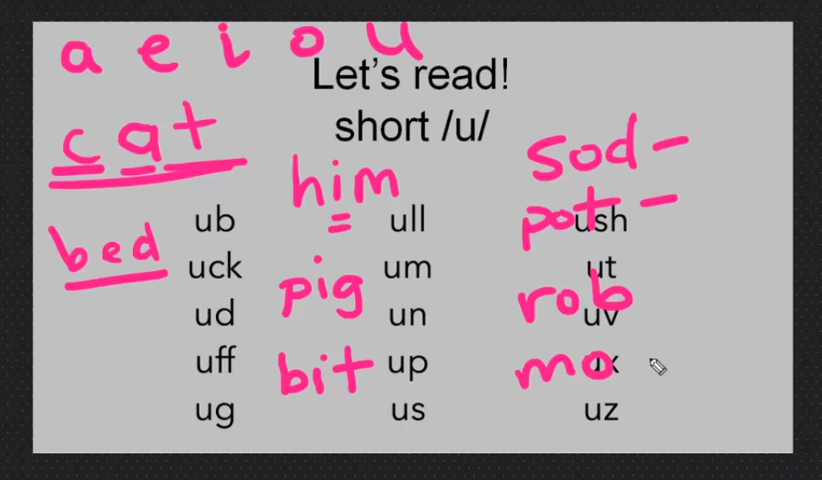 a e i o u
Let's read!
short /u/
cat
him
sod -
bed
pot -
pig
rob
bit
mo
ub ull ush
uck um ut
ud un uv
uff up ux
ug us uz